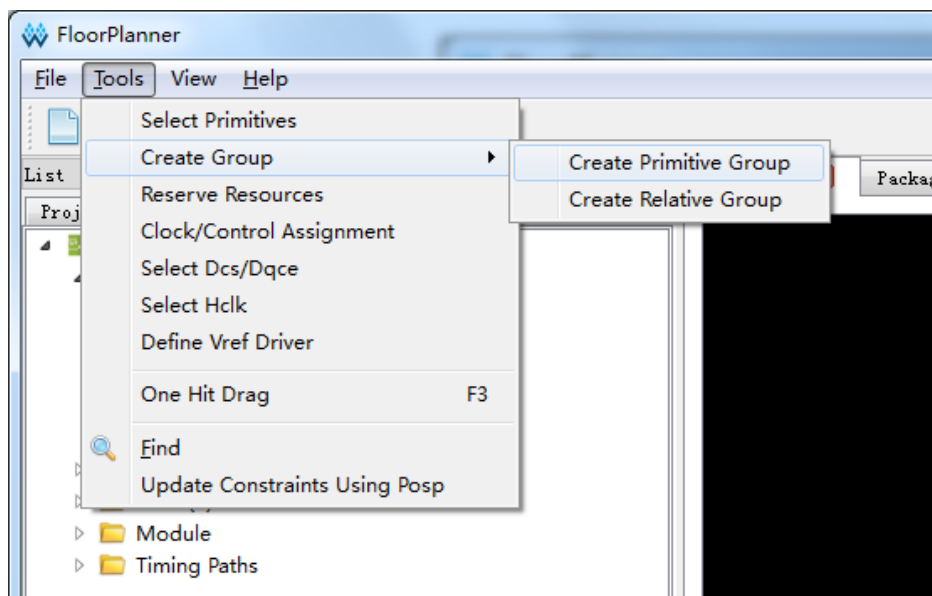 FloorPlanner
File Tools View Help
Select Primitives
Create Group
Create Primitive Group
Create Relative Group
Reserve Resources
Clock/Control Assignment
Select Dcs/Dqce
Select Hclk
Define Vref Driver
One Hit Drag F3
Find
Update Constraints Using Posp
List
Proj
Packa
Module
Timing Paths